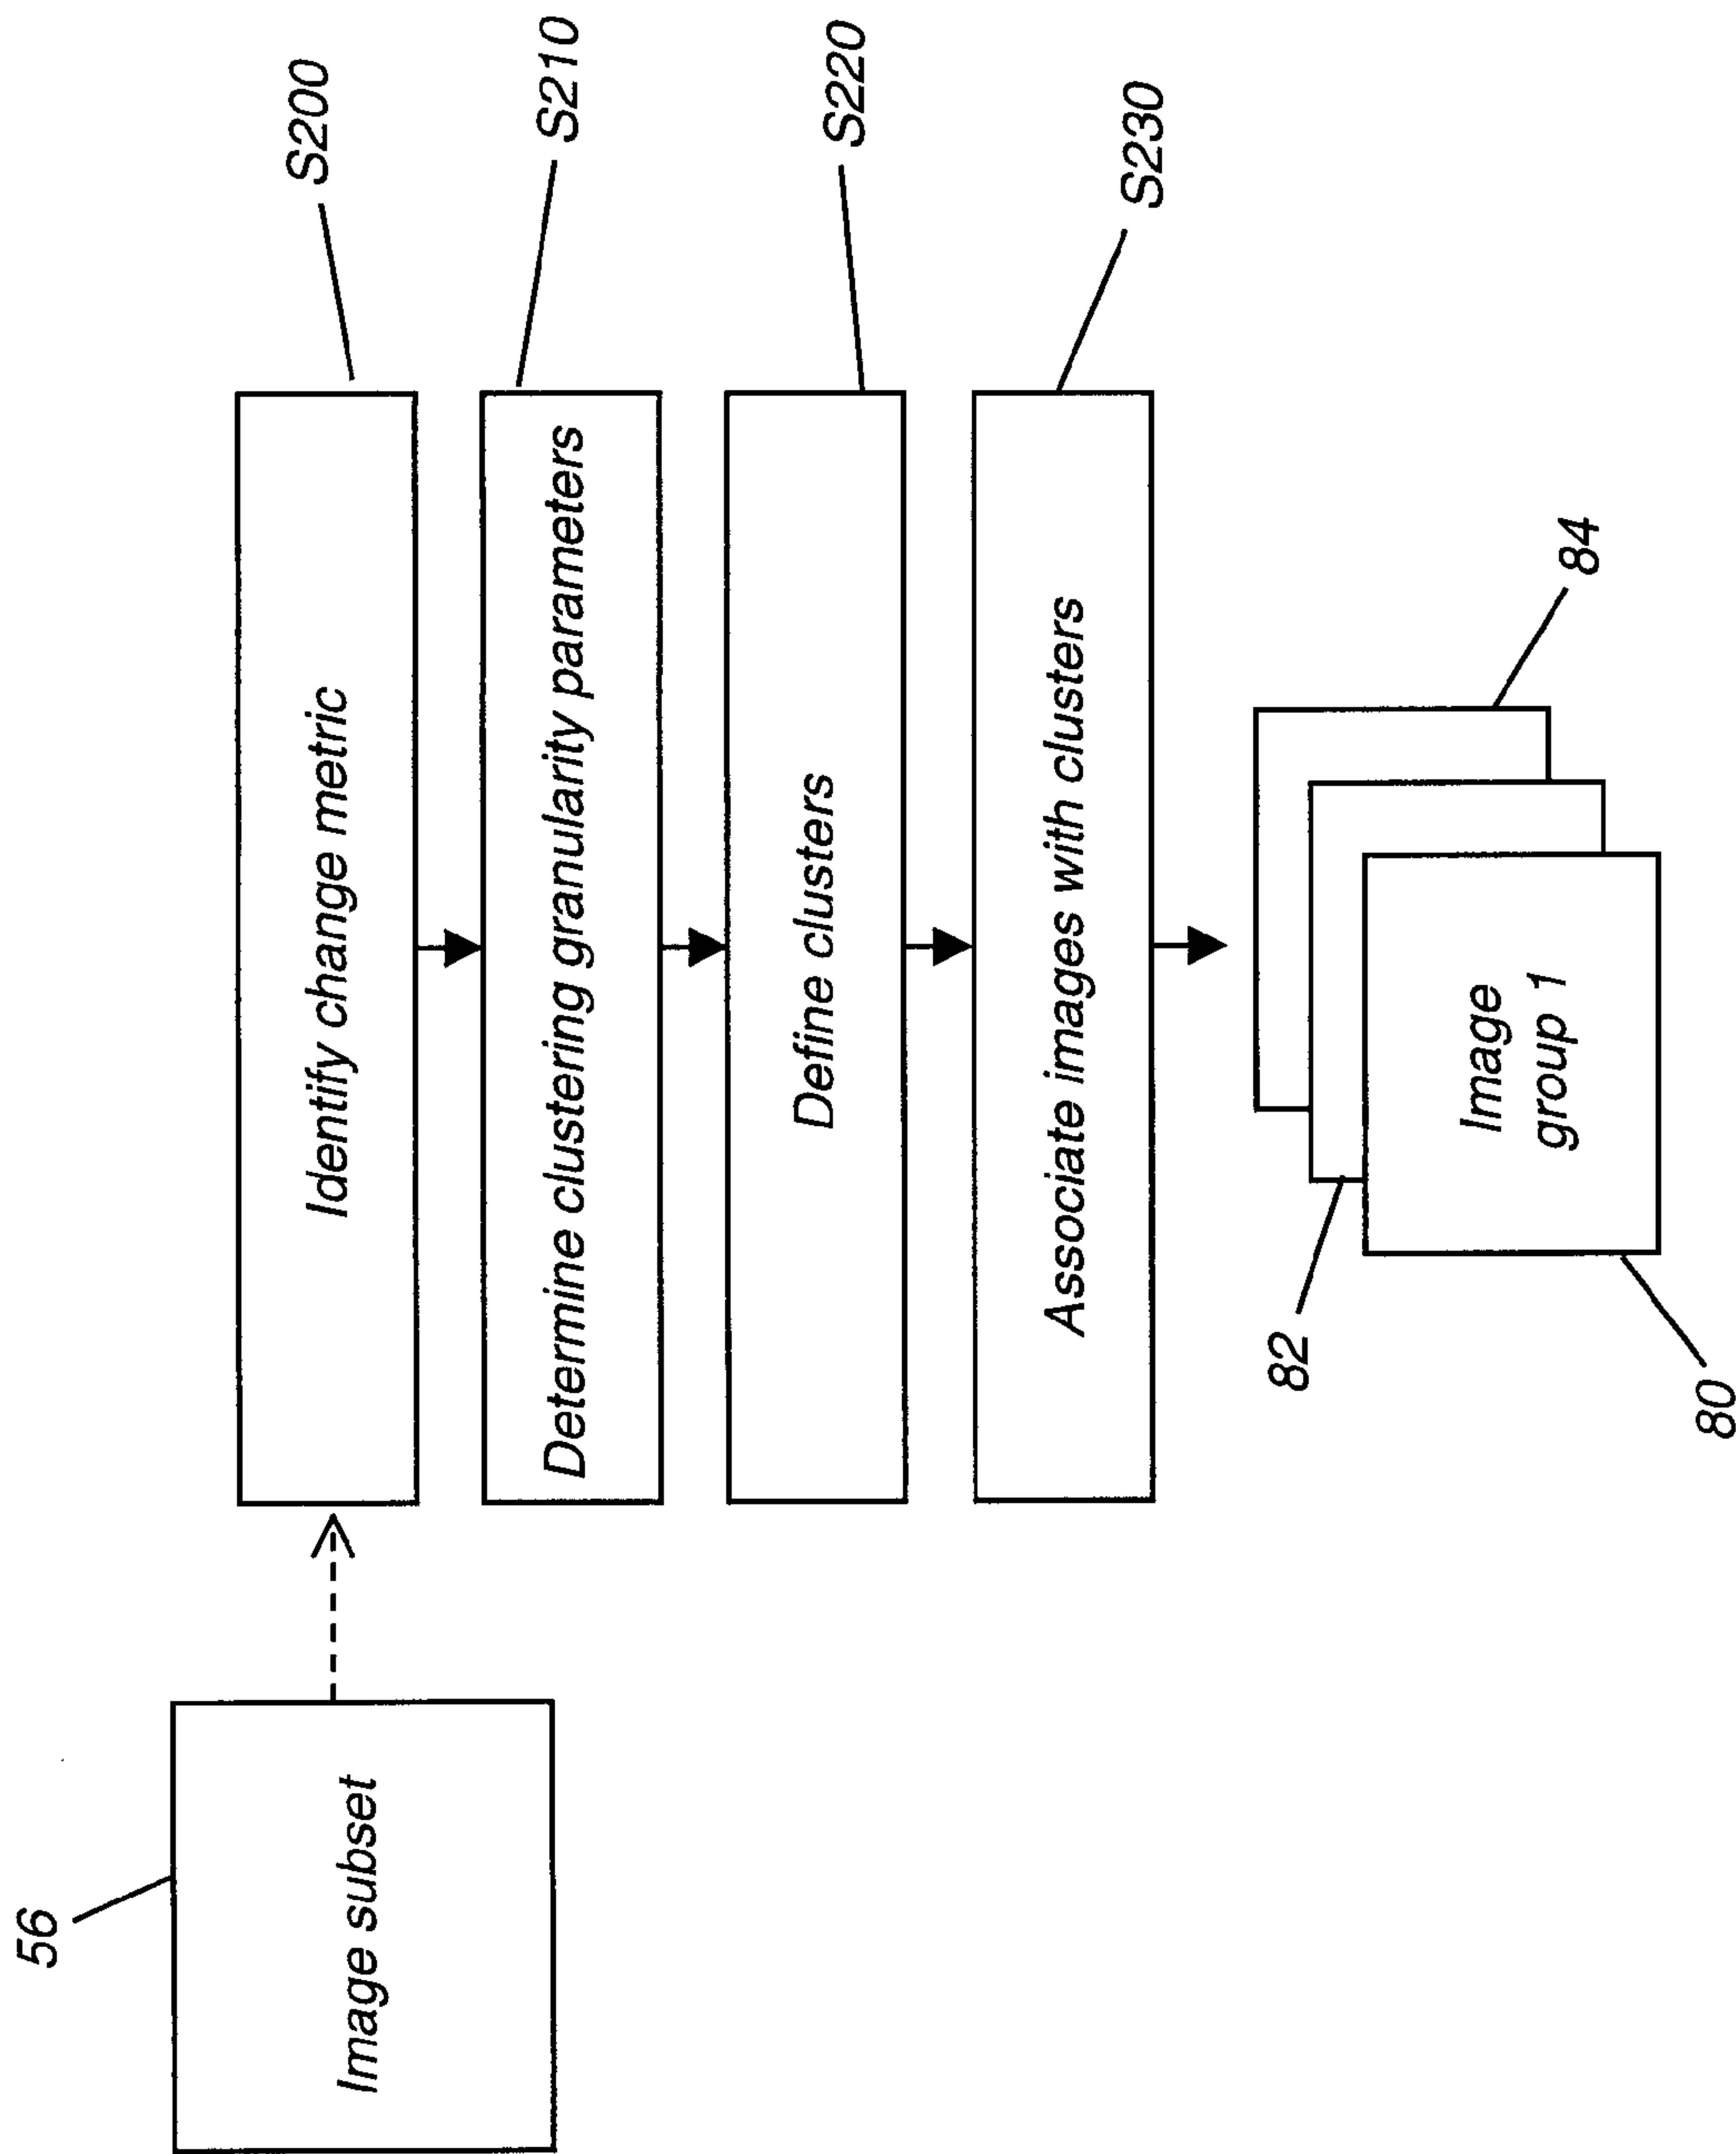 56
Image subset
Identify change metric
S200
Determine clustering granularity parameters
S210
Define clusters
S220
Associate images with clusters
S230
82
84
Image
group 1
80